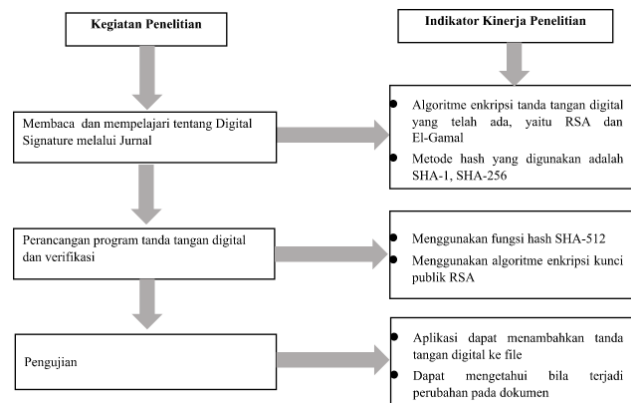 Kegiatan Penelitian
Indikator Kinerja Penelitian
Membaca dan mempelajari tentang Digital
Signature melalui Jurnal
Algoritme enkripsi tanda tangan digital
yang telah ada, yaitu RSA dan
El-Gamal
Metode hash yang digunakan adalah
SHA-1, SHA-256
Perancangan program tanda tangan digital
dan verifikasi
Menggunakan fungsi hash SHA-512
Menggunakan algoritme enkripsi kunci
publik RSA
Pengujian
Aplikasi dapat menambahkan tanda
tangan digital ke file
Dapat mengetahui bila terjadi
perubahan pada dokumen